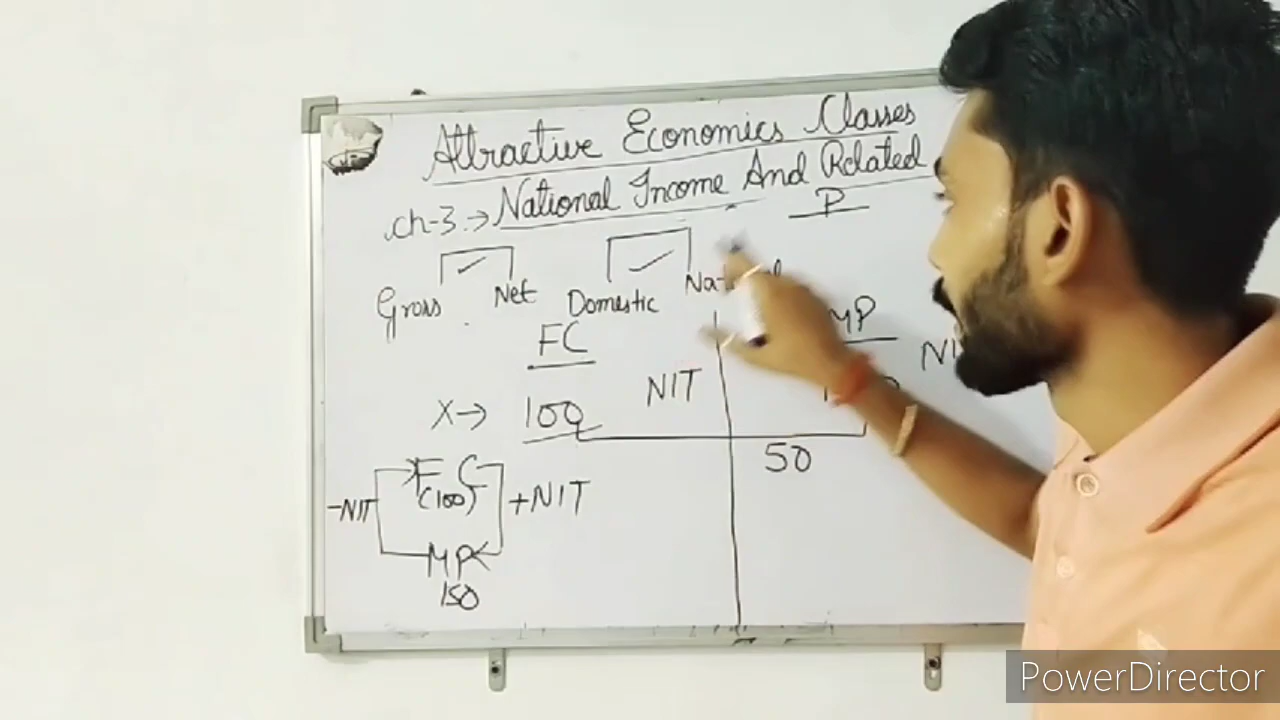 Attractive Economics Classes
Ch-3.→ National Income And Related
P
Gross Net Domestic
FC MP
NIT
X→ 100
50
FC
(100)
-NIT +NIT
MP
150
PowerDirector